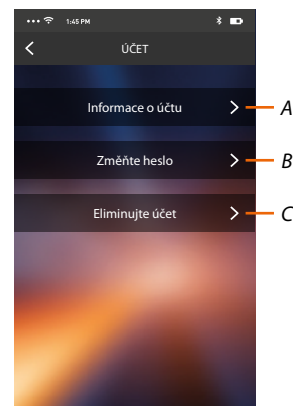 1:45 PM
ÚČET
Informace o účtu
A
Změňte heslo
B
Eliminujte účet
C